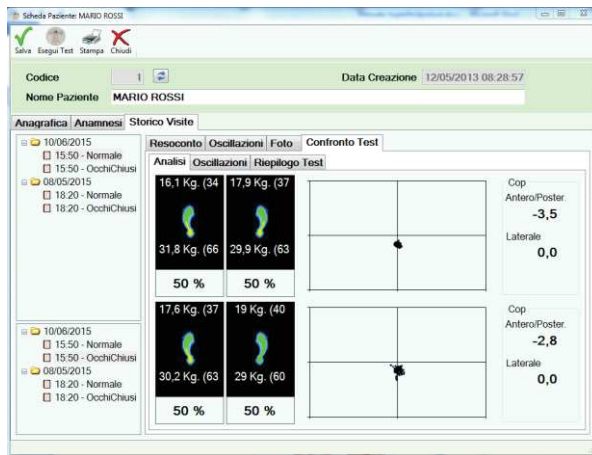 Scheda Paziente: MARIO ROSSI
Salva Esegui Test Stampa Chiudi
Codice 1 Data Creazione 12/05/2013 08:28:57
Nome Paziente MARIO ROSSI
Anagrafica Anamnesi Storico Visite
10/06/2015
15:50 - Normale
15:50 - OcchiChiusi
08/05/2015
18:20 - Normale
18:20 - OcchiChiusi
10/06/2015
15:50 - Normale
15:50 - OcchiChiusi
08/05/2015
18:20 - Normale
18:20 - OcchiChiusi
Resoconto Oscillazioni Foto Confronto Test
Analisi Oscillazioni Riepilogo Test
16,1 Kg. (34 17,9 Kg. (37
31,8 Kg. (66 29,9 Kg. (63
50 % 50 %
Cop
Antero/Poster.
-3,5
Laterale
0,0
17,6 Kg. (37 19 Kg. (40
30,2 Kg. (63 29 Kg. (60
50 % 50 %
Cop
Antero/Poster.
-2,8
Laterale
0,0